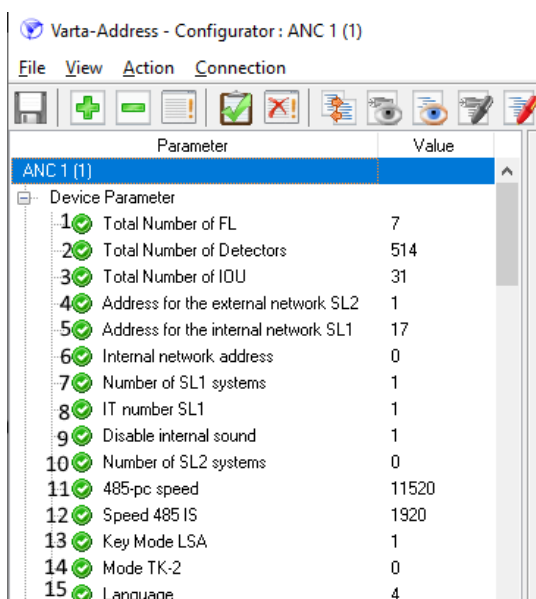 Varta-Address - Configurator : ANC 1 (1)
File View Action Connection
Parameter Value
ANC 1 (1)
Device Parameter
1 Total Number of FL 7
2 Total Number of Detectors 514
3 Total Number of IOU 31
4 Address for the external network SL2 1
5 Address for the internal network SL1 17
6 Internal network address 0
7 Number of SL1 systems 1
8 IT number SL1 1
9 Disable internal sound 1
10 Number of SL2 systems 0
11 485-pc speed 11520
12 Speed 485 IS 1920
13 Key Mode LSA 1
14 Mode TK-2 0
15 Language 4